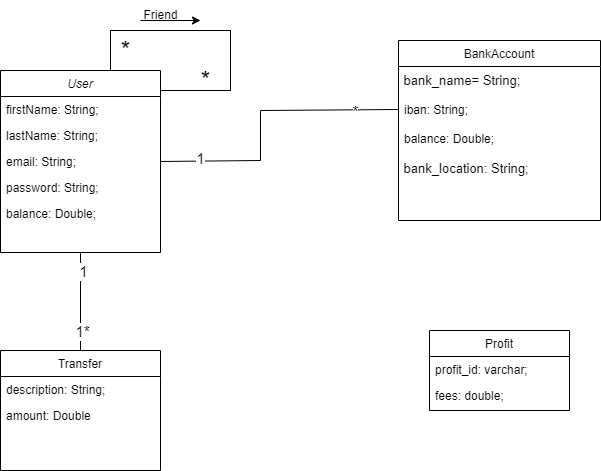 Friend
*
*
User
firstName: String;
lastName: String;
email: String;
password: String;
balance: Double;
1
*
BankAccount
bank_name= String;
iban: String;
balance: Double;
bank_location: String;
1
1*
Transfer
description: String;
amount: Double
Profit
profit_id: varchar;
fees: double;